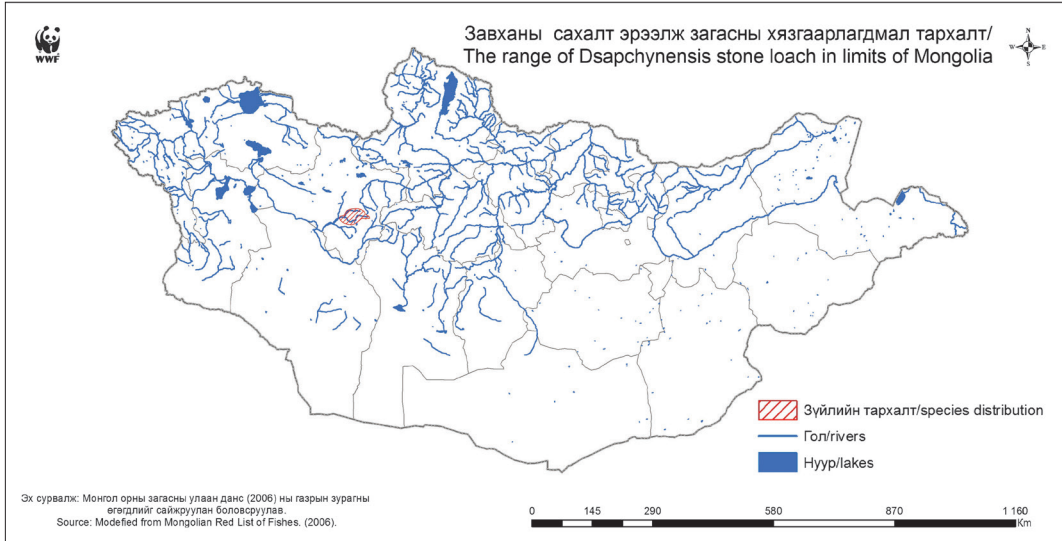 WWF
Завханы сахалт эрээлж загасны хязгаарлагдмал тархалт/
The range of Dsapchynensis stone loach in limits of Mongolia
N
W E
S
Зүйлийн тархалт/species distribution
Гол/rivers
Нуур/lakes
Эх сурвалж: Монгол орны загасны улаан данс (2006) ны газрын зурагны
өгөгдлийг сайжруулан боловсруулав.
Source: Modefied from Mongolian Red List of Fishes. (2006).
0 145 290 580 870 1 160
Km